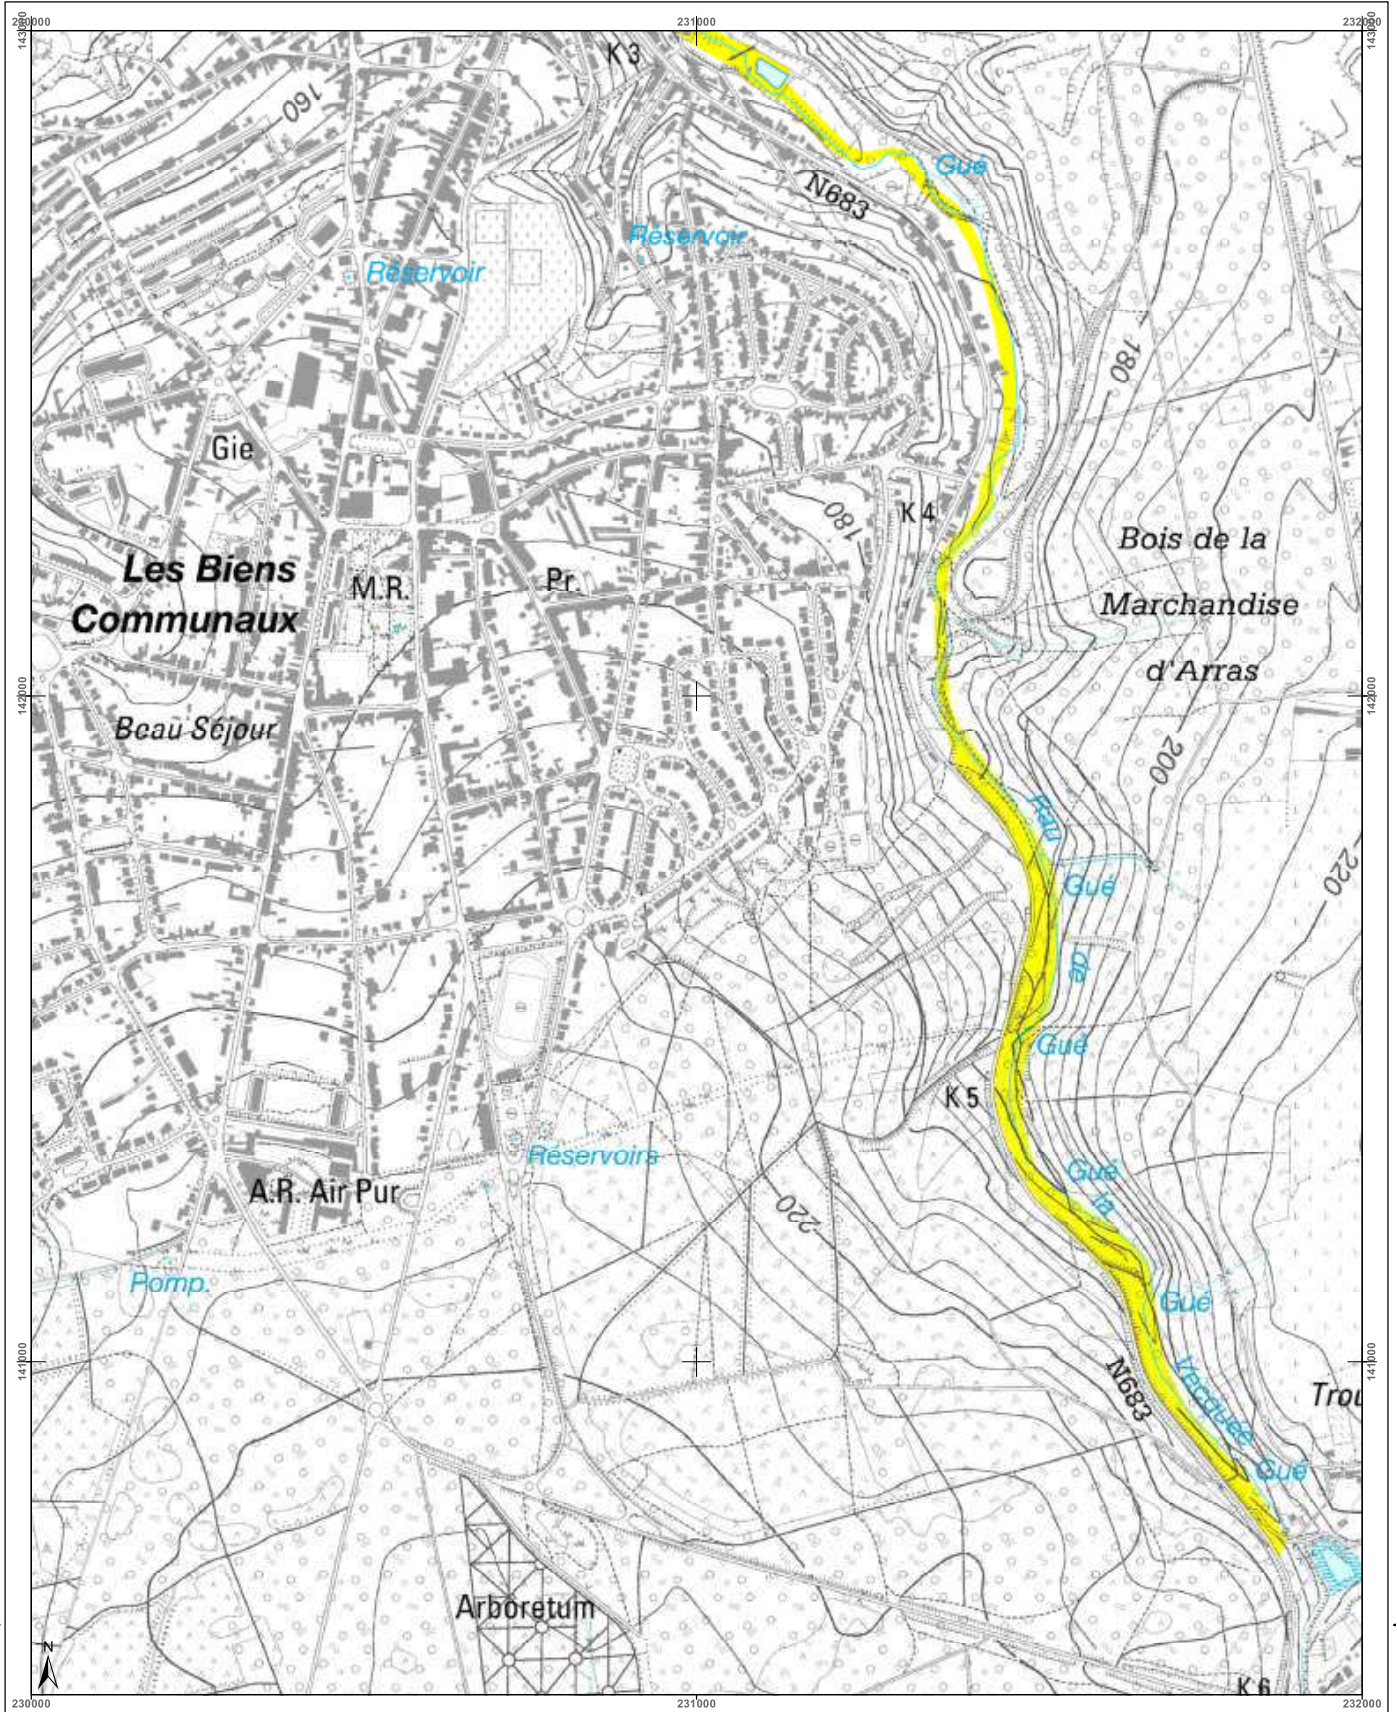 230000
231000
232000
143000
143000
K 3
160
Gué
N683
Réservoir
Réservoir
180
Gie
180
K 4
Bois de la
Marchandise
d'Arras
Les Biens
Communaux
M.R.
Pr.
142000
142000
Beau Séjour
200
Rau
220
Gué
de
Gué
K 5
Réservoirs
Gué
la
A.R. Air Pur
220
Pomp.
Gué
141000
141000
N683
Vecquée
Trou
Gué
Arboretum
N
K 6
230000
231000
232000